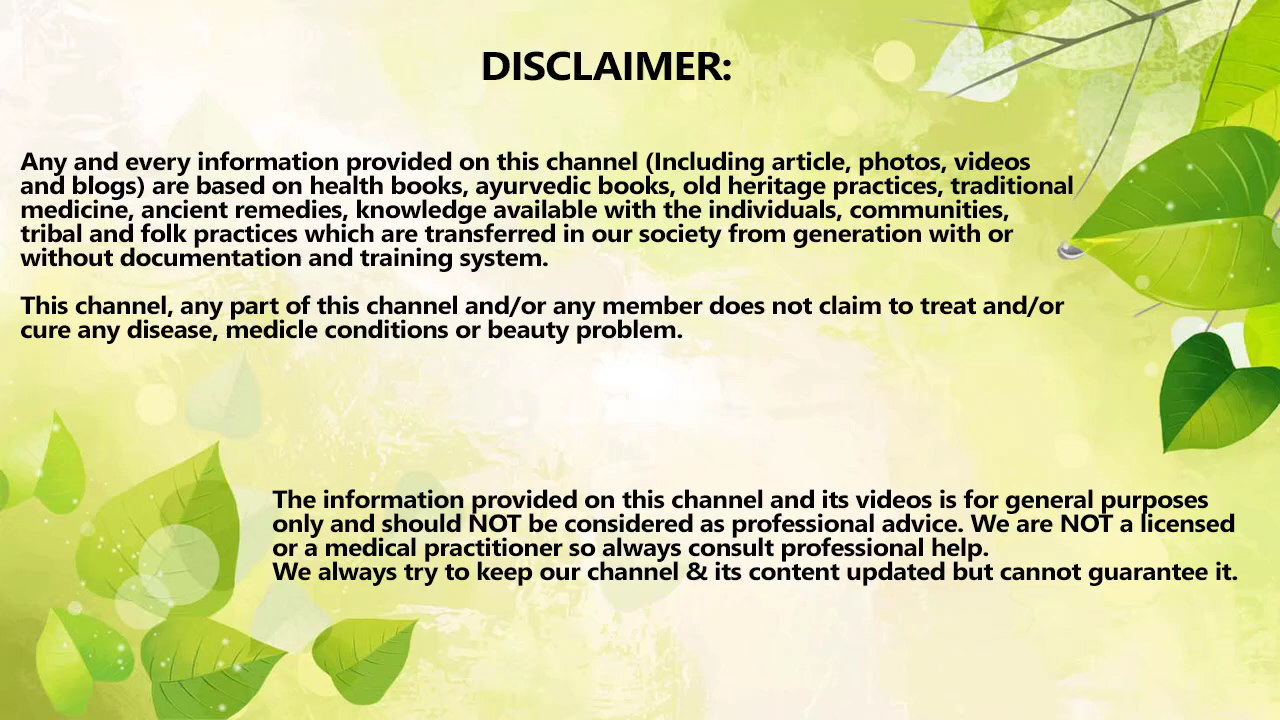 DISCLAIMER:
Any and every information provided on this channel (Including article, photos, videos
and blogs) are based on health books, ayurvedic books, old heritage practices, traditional
medicine, ancient remedies, knowledge available with the individuals, communities,
tribal and folk practices which are transferred in our society from generation with or
without documentation and training system.
This channel, any part of this channel and/or any member does not claim to treat and/or
cure any disease, medicle conditions or beauty problem.
The information provided on this channel and its videos is for general purposes
only and should NOT be considered as professional advice. We are NOT a licensed
or a medical practitioner so always consult professional help.
We always try to keep our channel & its content updated but cannot guarantee it.